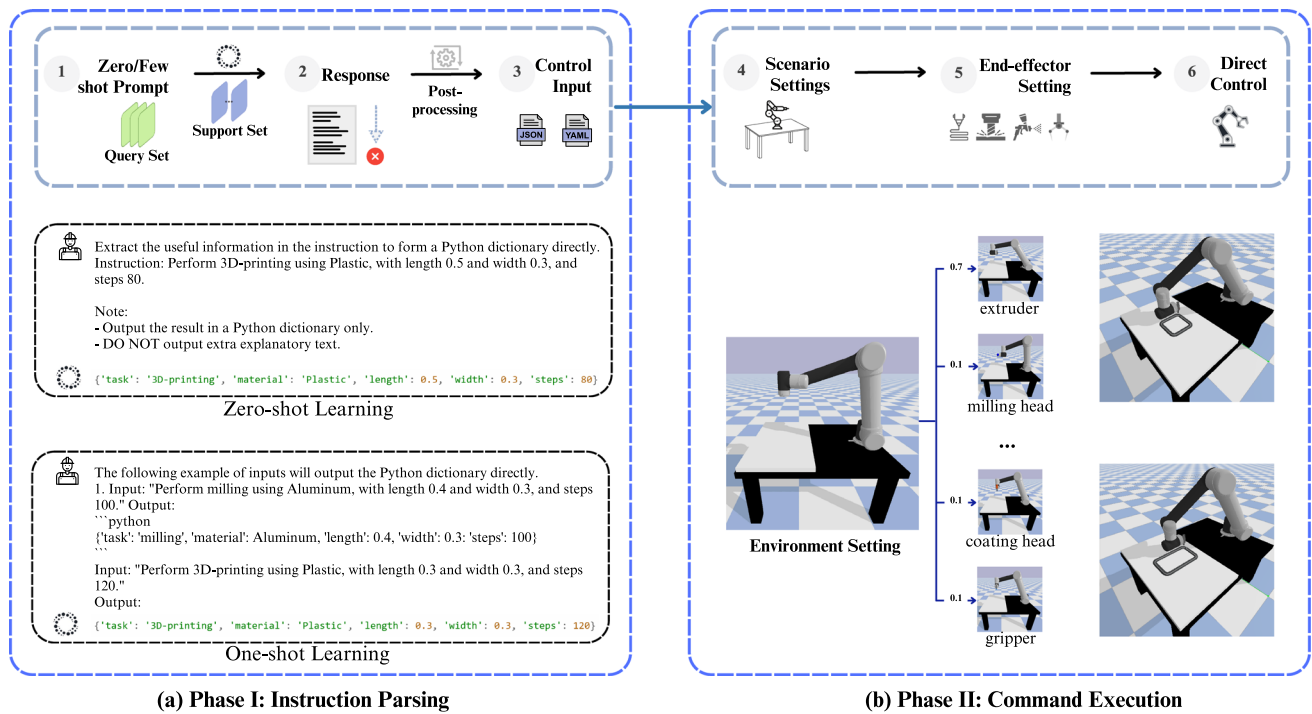 1
Zero/Few
shot Prompt
Query Set
...
Support Set
2
Response
Post-
processing
3
Control
Input
JSON
YAML
4
Scenario
Settings
5
End-effector
Setting
6
Direct
Control
Extract the useful information in the instruction to form a Python dictionary directly.
Instruction: Perform 3D-printing using Plastic, with length 0.5 and width 0.3, and
steps 80.
Note:
- Output the result in a Python dictionary only.
- DO NOT output extra explanatory text.
{'task': '3D-printing', 'material': 'Plastic', 'length': 0.5, 'width': 0.3, 'steps': 80}
Zero-shot Learning
The following example of inputs will output the Python dictionary directly.
1. Input: "Perform milling using Aluminum, with length 0.4 and width 0.3, and steps
100." Output:
```python
{'task': 'milling', 'material': Aluminum, 'length': 0.4, 'width': 0.3: 'steps': 100}
```
Input: "Perform 3D-printing using Plastic, with length 0.3 and width 0.3, and steps
120."
Output:
{'task': '3D-printing', 'material': 'Plastic', 'length': 0.3, 'width': 0.3, 'steps': 120}
One-shot Learning
(a) Phase I: Instruction Parsing
Environment Setting
0.7
extruder
0.1
milling head
...
0.1
coating head
0.1
gripper
(b) Phase II: Command Execution